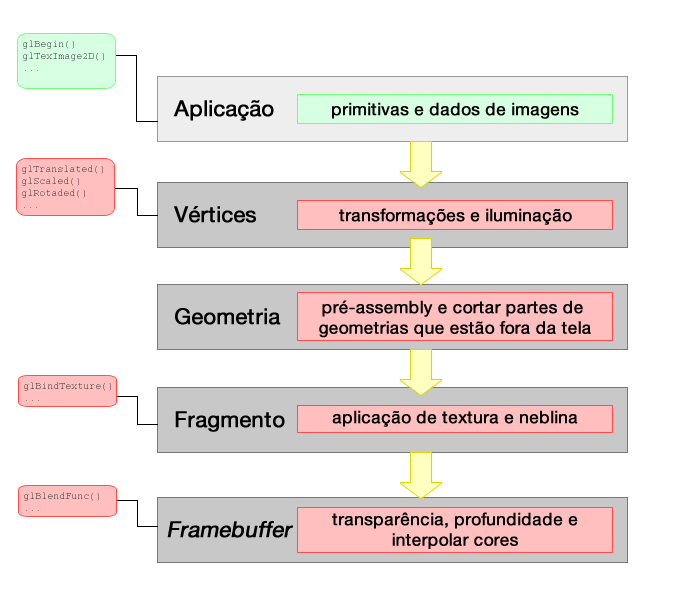 glBegin()
glTexImage2D()
...
Aplicação
primitivas e dados de imagens
glTranslated()
glScaled()
glRotaded()
...
Vértices
transformações e iluminação
Geometria
pré-assembly e cortar partes de
geometrias que estão fora da tela
glBindTexture()
...
Fragmento
aplicação de textura e neblina
glBlendFunc()
...
Framebuffer
transparência, profundidade e
interpolar cores